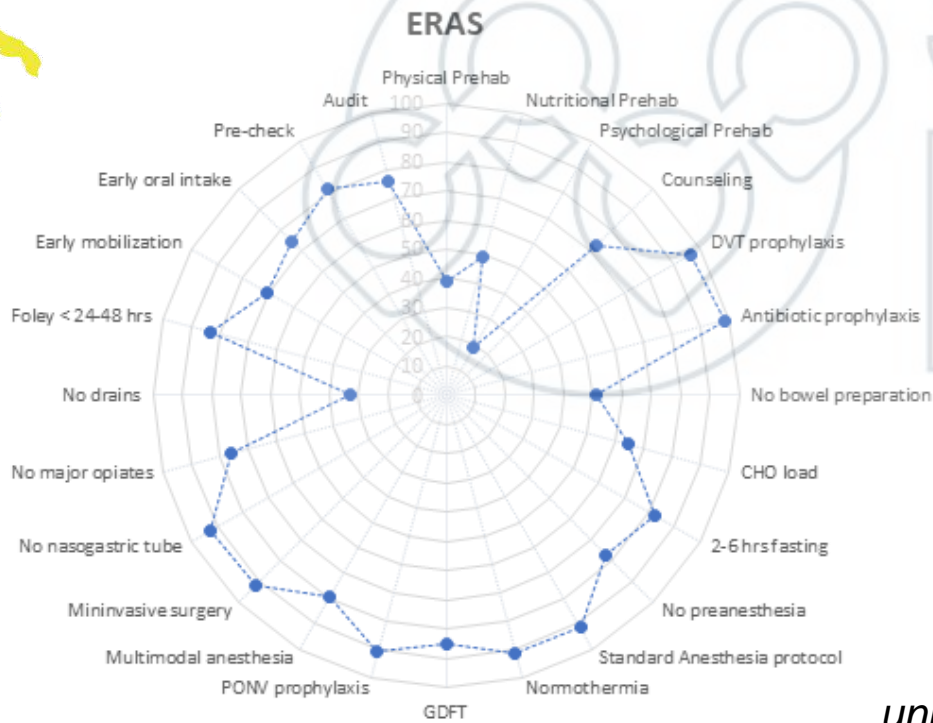 ERAS
Physical Prehab
Nutritional Prehab
Psychological Prehab
Counseling
DVT prophylaxis
Antibiotic prophylaxis
No bowel preparation
CHO load
2-6 hrs fasting
No preanesthesia
Standard Anesthesia protocol
Normothermia
GDFT
PONV prophylaxis
Multimodal anesthesia
Mininvasive surgery
No nasogastric tube
No major opiates
No drains
Foley < 24-48 hrs
Early mobilization
Early oral intake
Pre-check
Audit
100
90
80
70
60
50
40
30
20
10
0